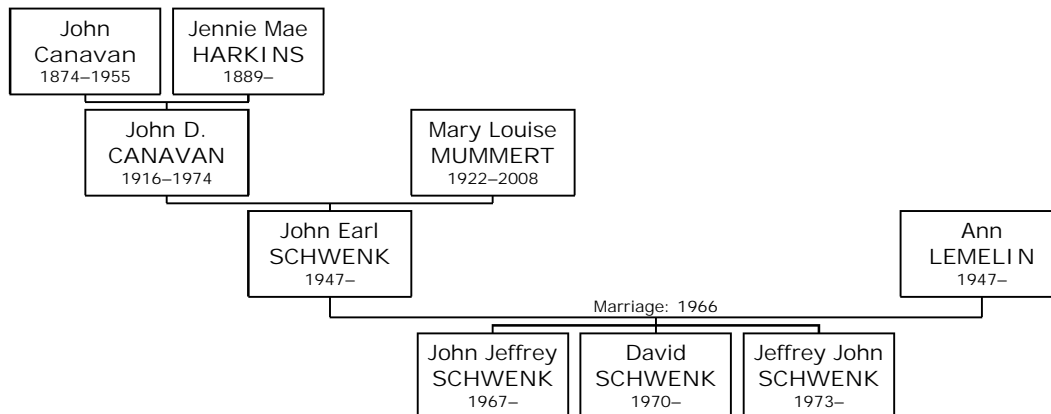 John
Canavan
1874–1955
Jennie Mae
HARKINS
1889–
John D.
CANAVAN
1916–1974
Mary Louise
MUMMERT
1922–2008
John Earl
SCHWENK
1947–
Ann
LEMELIN
1947–
Marriage: 1966
John Jeffrey
SCHWENK
1967–
David
SCHWENK
1970–
Jeffrey John
SCHWENK
1973–